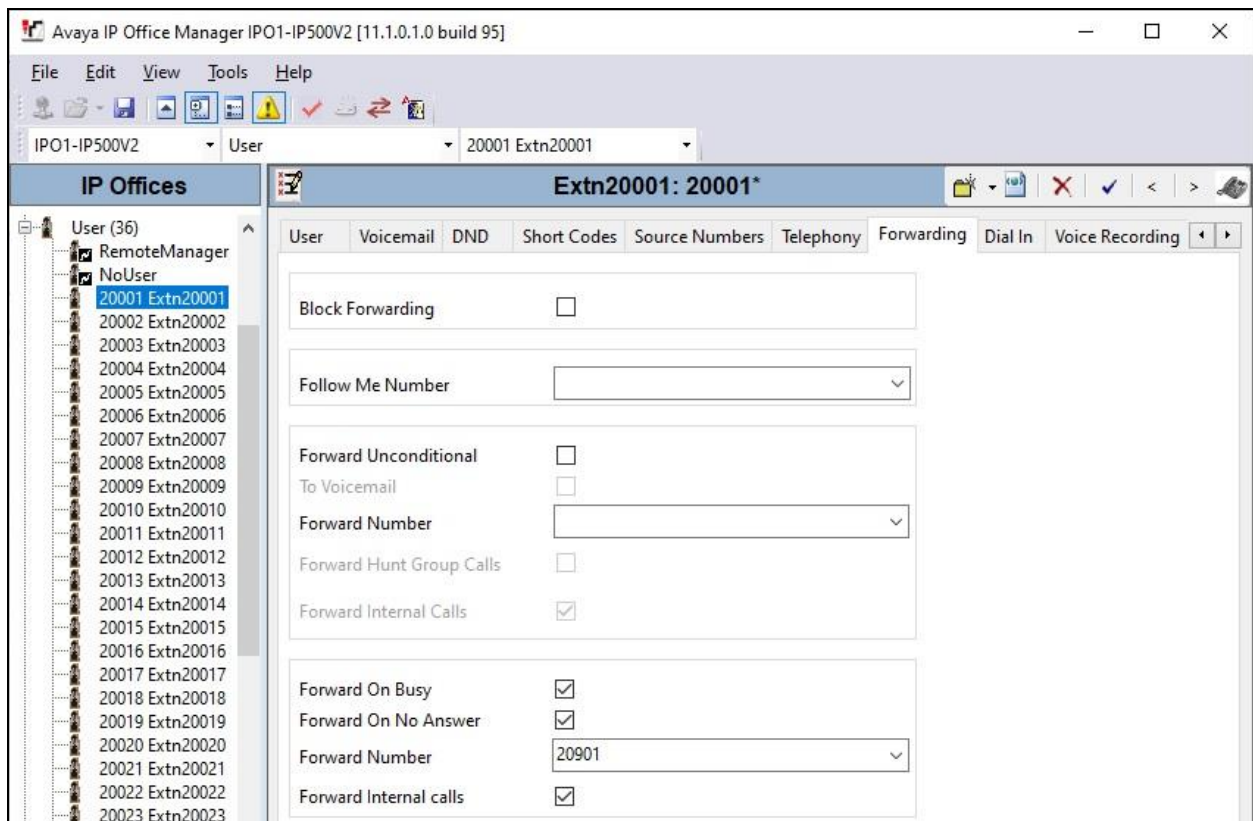 Avaya IP Office Manager IPO1-IP500V2 [11.1.0.1.0 build 95]
File Edit View Tools Help
IPO1-IP500V2 User 20001 Extn20001
IP Offices
Extn20001: 20001*
User (36)
RemoteManager
NoUser
20001 Extn20001
20002 Extn20002
20003 Extn20003
20004 Extn20004
20005 Extn20005
20006 Extn20006
20007 Extn20007
20008 Extn20008
20009 Extn20009
20010 Extn20010
20011 Extn20011
20012 Extn20012
20013 Extn20013
20014 Extn20014
20015 Extn20015
20016 Extn20016
20017 Extn20017
20018 Extn20018
20019 Extn20019
20020 Extn20020
20021 Extn20021
20022 Extn20022
20023 Extn20023
User Voicemail DND Short Codes Source Numbers Telephony Forwarding Dial In Voice Recording
Block Forwarding
Follow Me Number
Forward Unconditional
To Voicemail
Forward Number
Forward Hunt Group Calls
Forward Internal Calls
Forward On Busy
Forward On No Answer
Forward Number 20901
Forward Internal calls